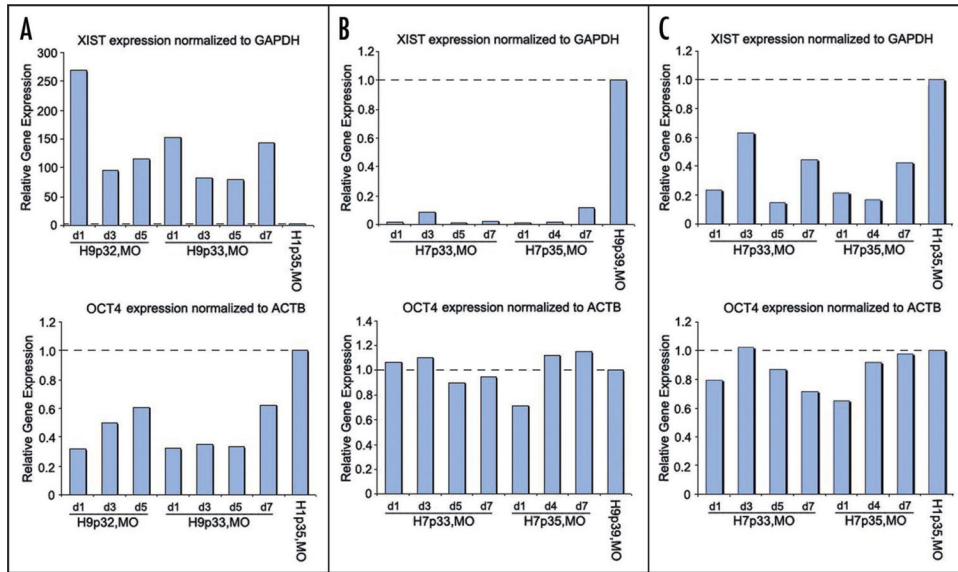 A
XIST expression normalized to GAPDH
Relative Gene Expression
300
250
200
150
100
50
0
d1 d3 d5 d1 d3 d5 d7
H9p32,MO H9p33,MO H1p35,MO
OCT4 expression normalized to ACTB
Relative Gene Expression
1.2
1.0
0.8
0.6
0.4
0.2
0
d1 d3 d5 d1 d3 d5 d7
H9p32,MO H9p33,MO H1p35,MO
B
XIST expression normalized to GAPDH
Relative Gene Expression
1.2
1.0
0.8
0.6
0.4
0.2
0
d1 d3 d5 d7 d1 d4 d7
H7p33,MO H7p35,MO H9p39,MO
OCT4 expression normalized to ACTB
Relative Gene Expression
1.4
1.2
1.0
0.8
0.6
0.4
0.2
0
d1 d3 d5 d7 d1 d4 d7
H7p33,MO H7p35,MO H9p39,MO
C
XIST expression normalized to GAPDH
Relative Gene Expression
1.2
1.0
0.8
0.6
0.4
0.2
0
d1 d3 d5 d7 d1 d4 d7
H7p33,MO H7p35,MO H1p35,MO
OCT4 expression normalized to ACTB
Relative Gene Expression
1.2
1.0
0.8
0.6
0.4
0.2
0
d1 d3 d5 d7 d1 d4 d7
H7p33,MO H7p35,MO H1p35,MO